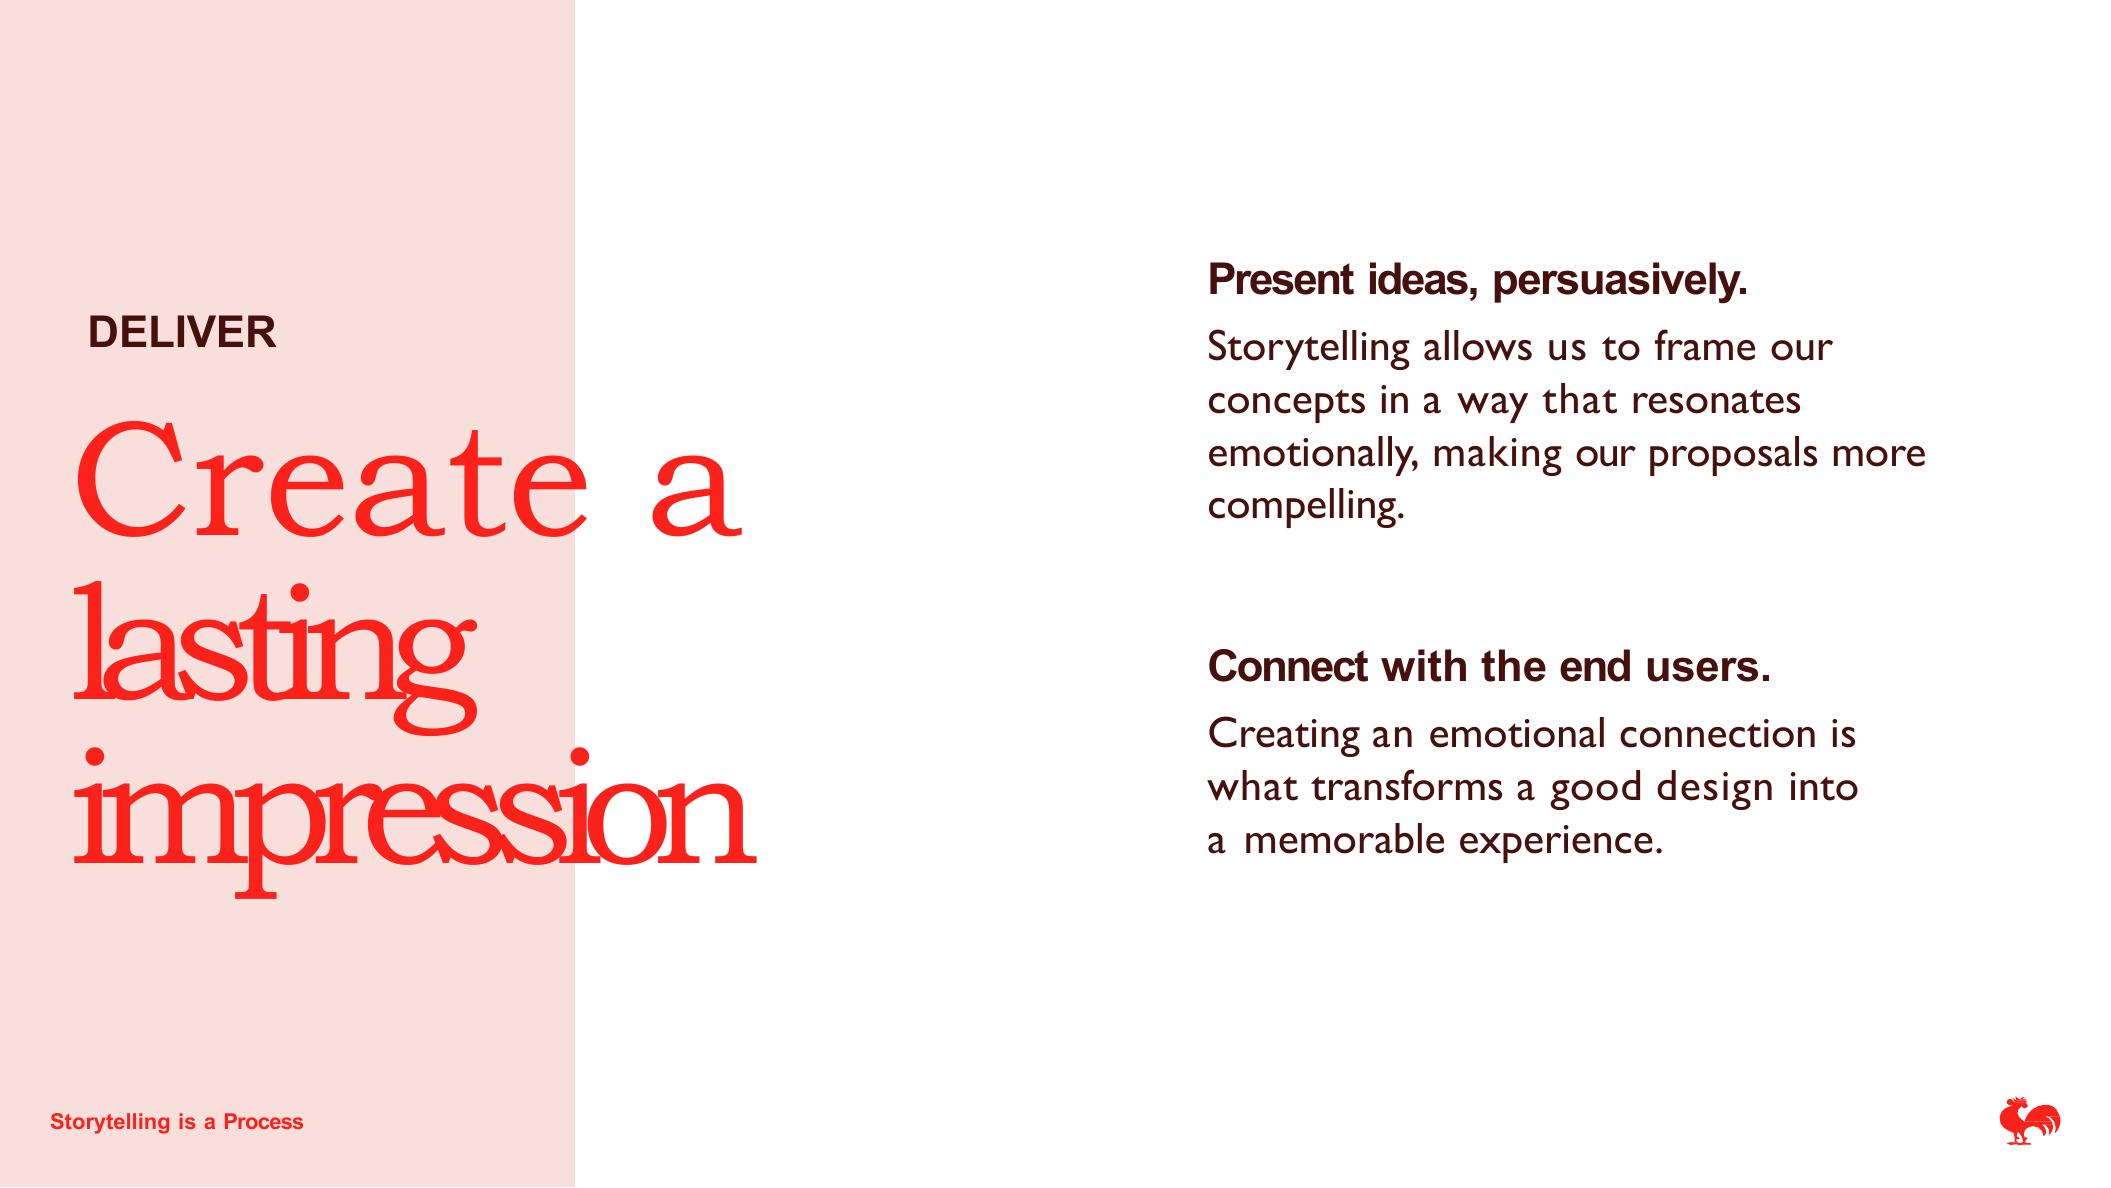 DELIVER
Create a
lasting
impression
Present ideas, persuasively.
Storytelling allows us to frame our
concepts in a way that resonates
emotionally, making our proposals more
compelling.
Connect with the end users.
Creating an emotional connection is
what transforms a good design into
a memorable experience.
Storytelling is a Process